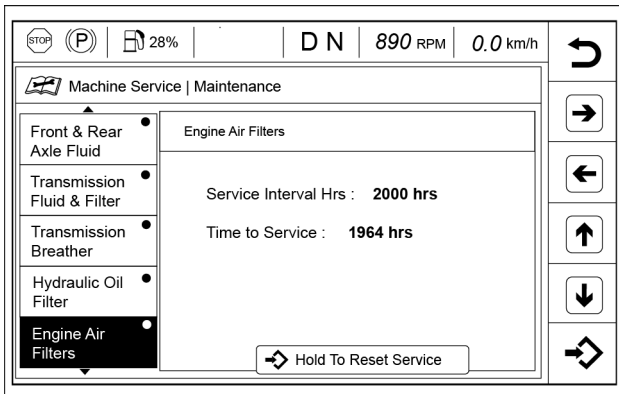 STOP (P) 28% D N 890 RPM 0.0 km/h
Machine Service | Maintenance
Front & Rear
Axle Fluid
Transmission
Fluid & Filter
Transmission
Breather
Hydraulic Oil
Filter
Engine Air
Filters
Engine Air Filters
Service Interval Hrs : 2000 hrs
Time to Service : 1964 hrs
Hold To Reset Service